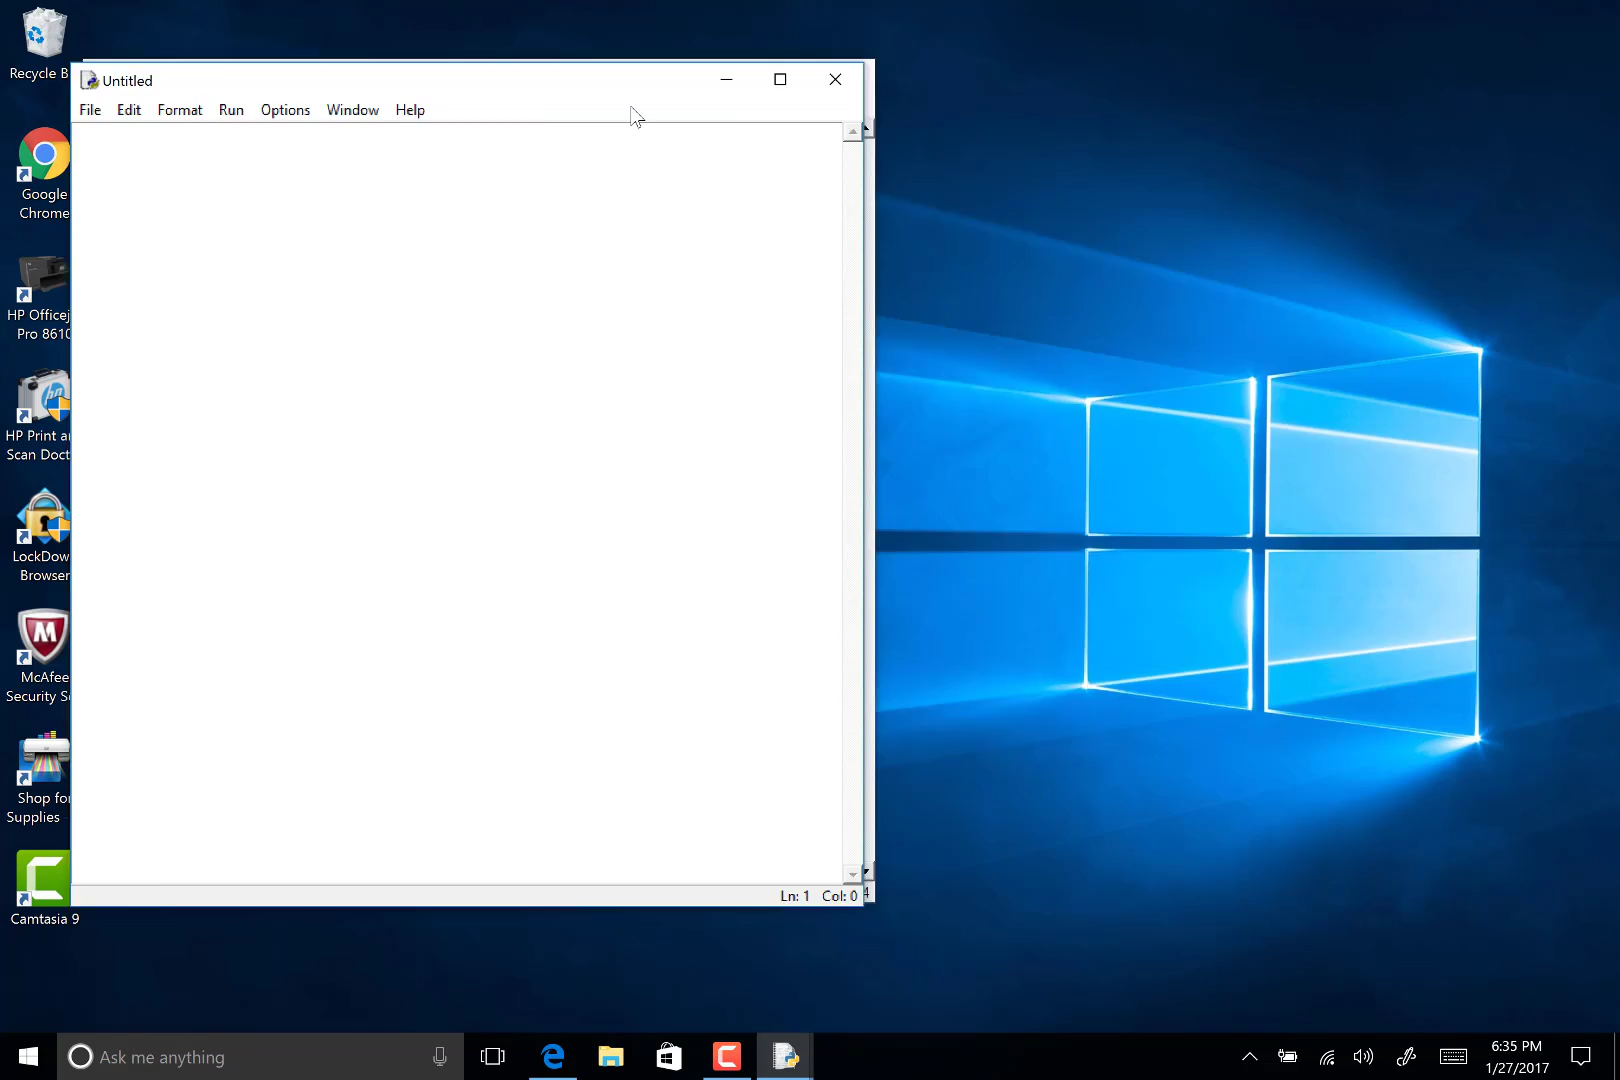 Recycle B
Google
Chrome
HP Officej
Pro 8610
HP Print a
Scan Doct
LockDow
Browser
McAfee
Security S
Shop fo
Supplies
Camtasia 9
Untitled
File Edit Format Run Options Window Help
Ln: 1 Col: 0
4
Ask me anything
6:35 PM
1/27/2017